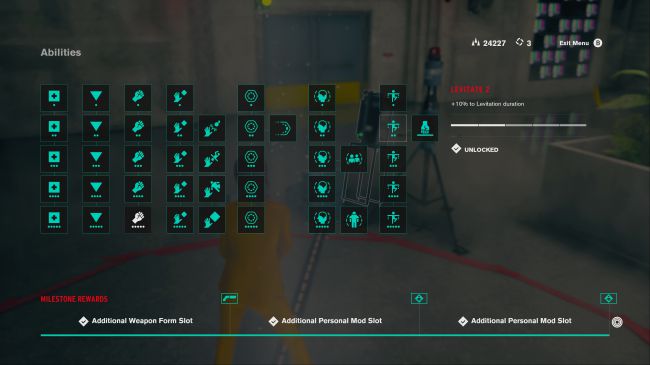 Abilities
24227 3 Exit Menu B
LEVITATE 2
+10% to Levitation duration
UNLOCKED
MILESTONE REWARDS
Additional Weapon Form Slot
Additional Personal Mod Slot
Additional Personal Mod Slot